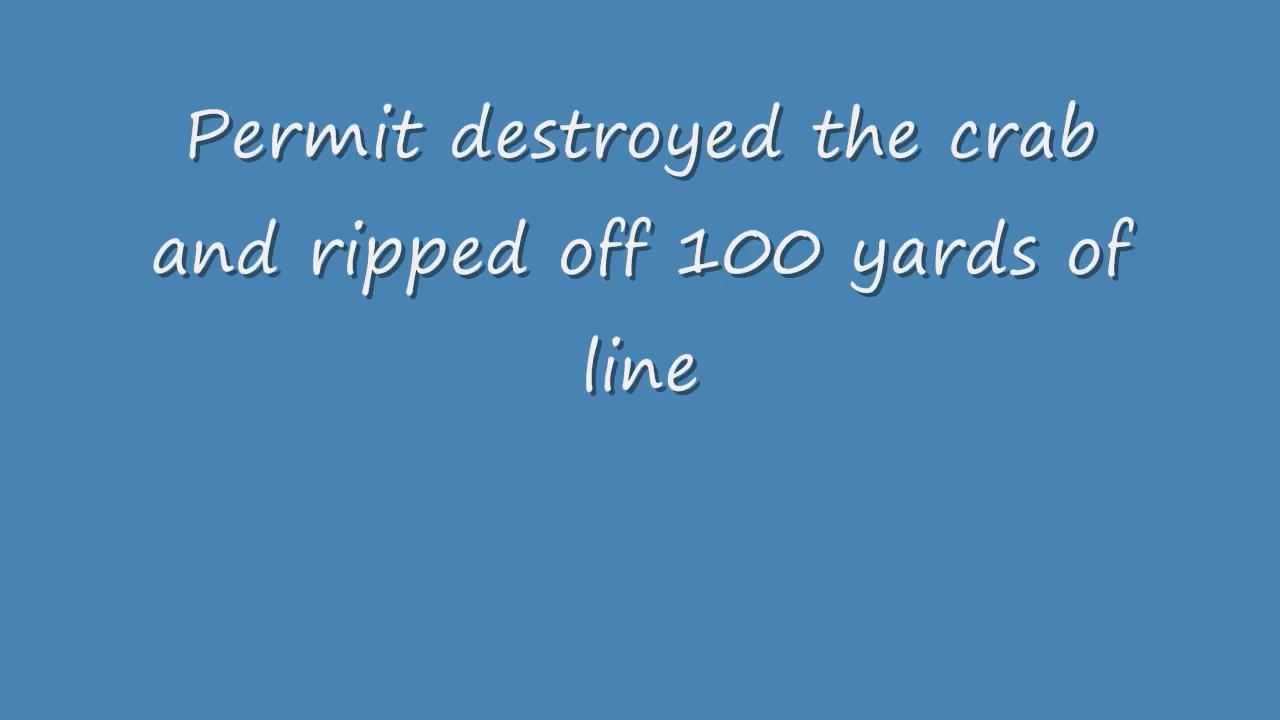 Permit destroyed the crab
and ripped off 100 yards of
line